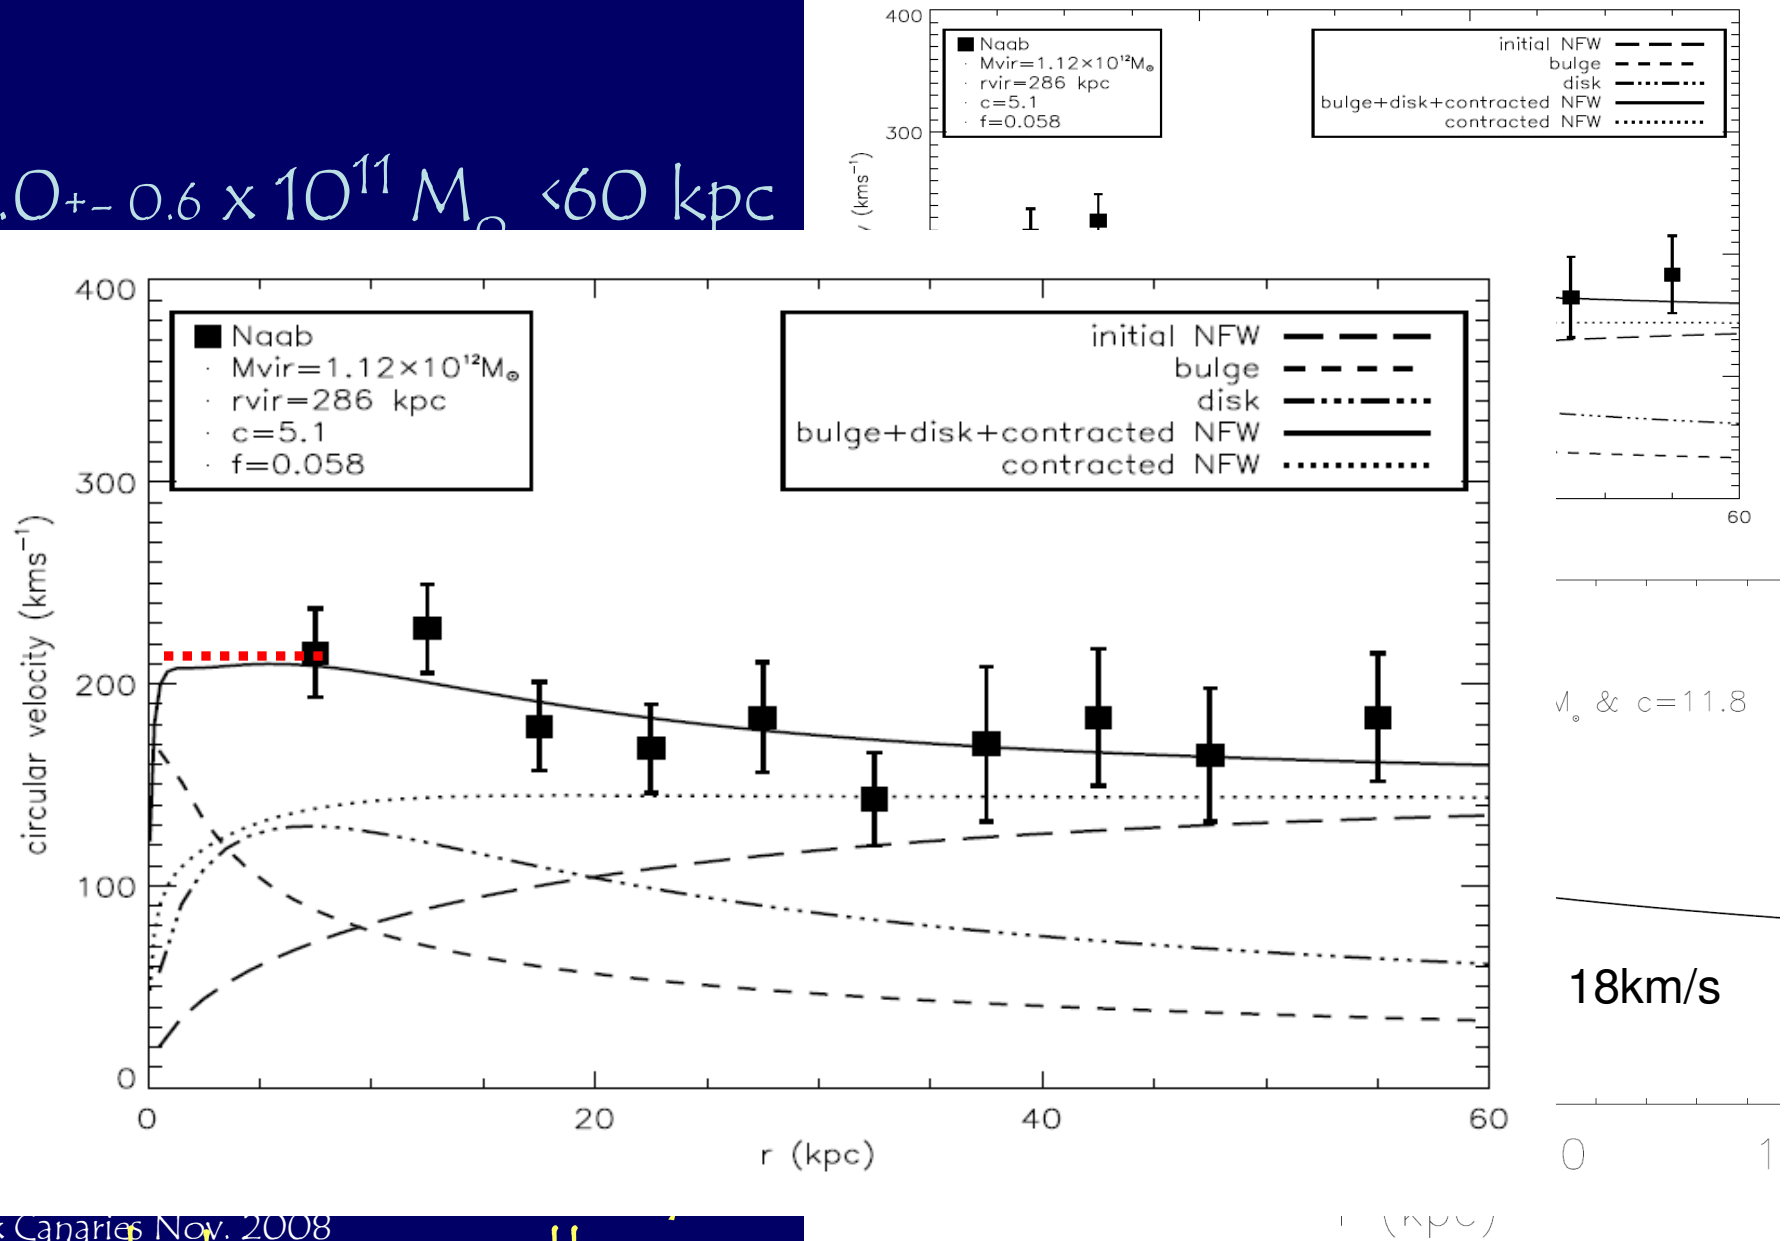 .0+- 0.6 x 10¹¹ M⊙ <60 kpc
400
300
Naab
Mvir=1.12×10¹²M⊙
rvir=286 kpc
c=5.1
f=0.058
initial NFW
bulge
disk
bulge+disk+contracted NFW
contracted NFW
(kms⁻¹)
60
400
300
200
100
0
circular velocity (kms⁻¹)
Naab
Mvir=1.12×10¹²M⊙
rvir=286 kpc
c=5.1
f=0.058
initial NFW
bulge
disk
bulge+disk+contracted NFW
contracted NFW
0 20 40 60
r (kpc)
M⊙ & c=11.8
18km/s
0 1
r (kpc)
Canaries Nov. 2008